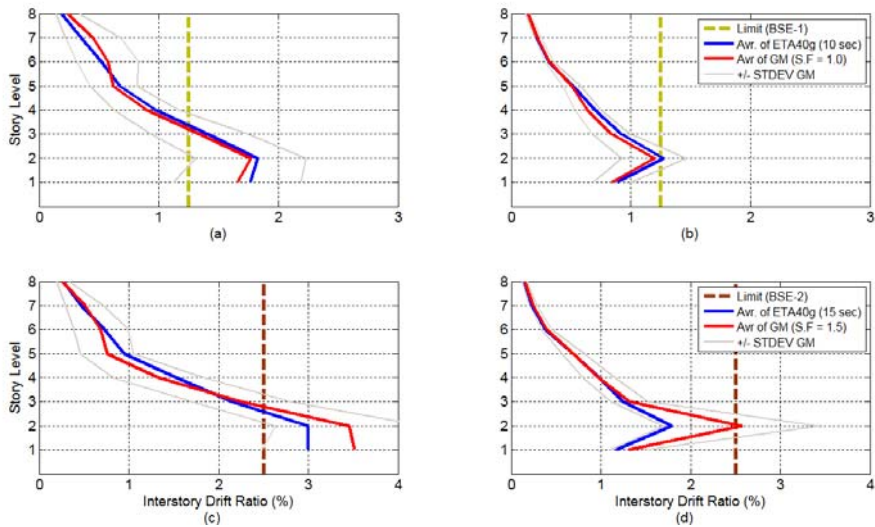 Story Level
8
7
6
5
4
3
2
1
0 1 2 3
(a)
8
7
6
5
4
3
2
1
0 1 2 3
(b)
Limit (BSE-1)
Avr. of ETA40g (10 sec)
Avr of GM (S.F = 1.0)
+/- STDEV GM
Story Level
8
7
6
5
4
3
2
1
0 1 2 3 4
Interstory Drift Ratio (%)
(c)
8
7
6
5
4
3
2
1
0 1 2 3 4
Interstory Drift Ratio (%)
(d)
Limit (BSE-2)
Avr. of ETA40g (15 sec)
Avr of GM (S.F = 1.5)
+/- STDEV GM